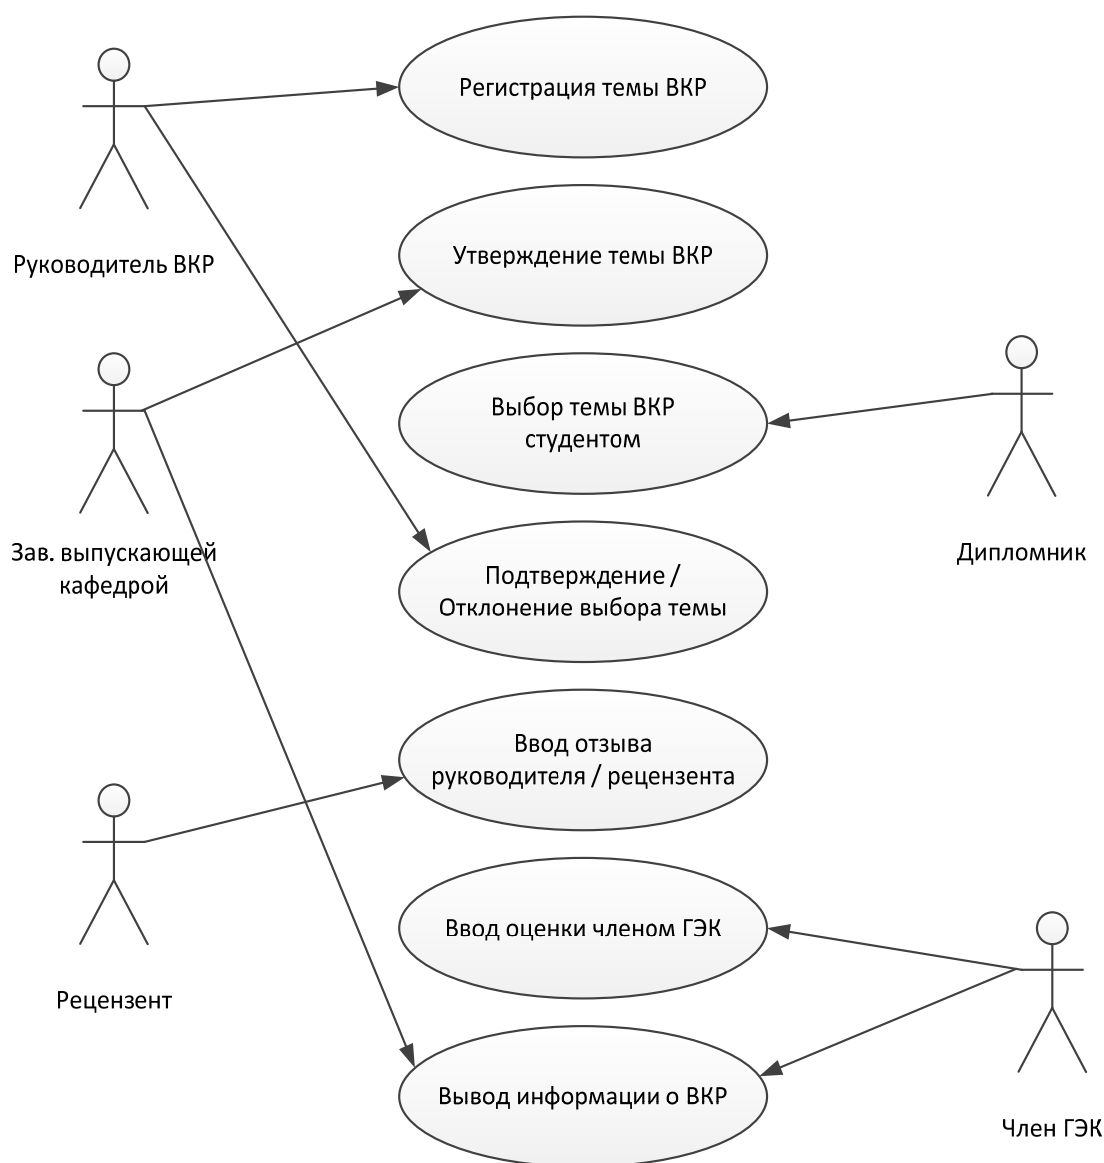 Регистрация темы ВКР
Руководитель ВКР
Утверждение темы ВКР
Выбор темы ВКР
студентом
Зав. выпускающей
кафедрой
Дипломник
Подтверждение /
Отклонение выбора темы
Ввод отзыва
руководителя / рецензента
Рецензент
Ввод оценки членом ГЭК
Вывод информации о ВКР
Член ГЭК